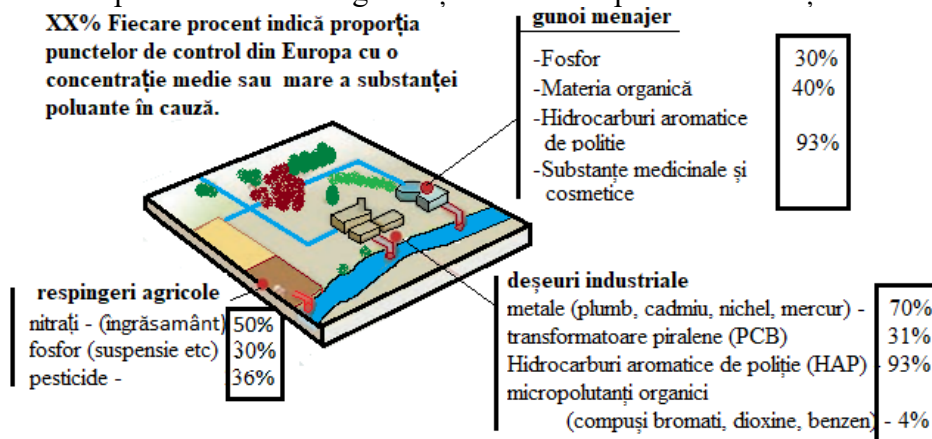 XX% Fiecare procent indică proporția
punctelor de control din Europa cu o
concentrație medie sau mare a substanței
poluante în cauză.
gunoi menajer
-Fosfor 30%
-Materia organică 40%
-Hidrocarburi aromatice
de poliție 93%
-Substanțe medicinale și
cosmetice
respingeri agricole
nitrați - (ingrăsamânt) 50%
fosfor (suspensie etc) 30%
pesticide - 36%
deșeuri industriale
metale (plumb, cadmiu, nichel, mercur) - 70%
transformatoare piralene (PCB) 31%
Hidrocarburi aromatice de poliție (HAP) - 93%
micropolutanți organici
(compuși bromati, dioxine, benzen) - 4%